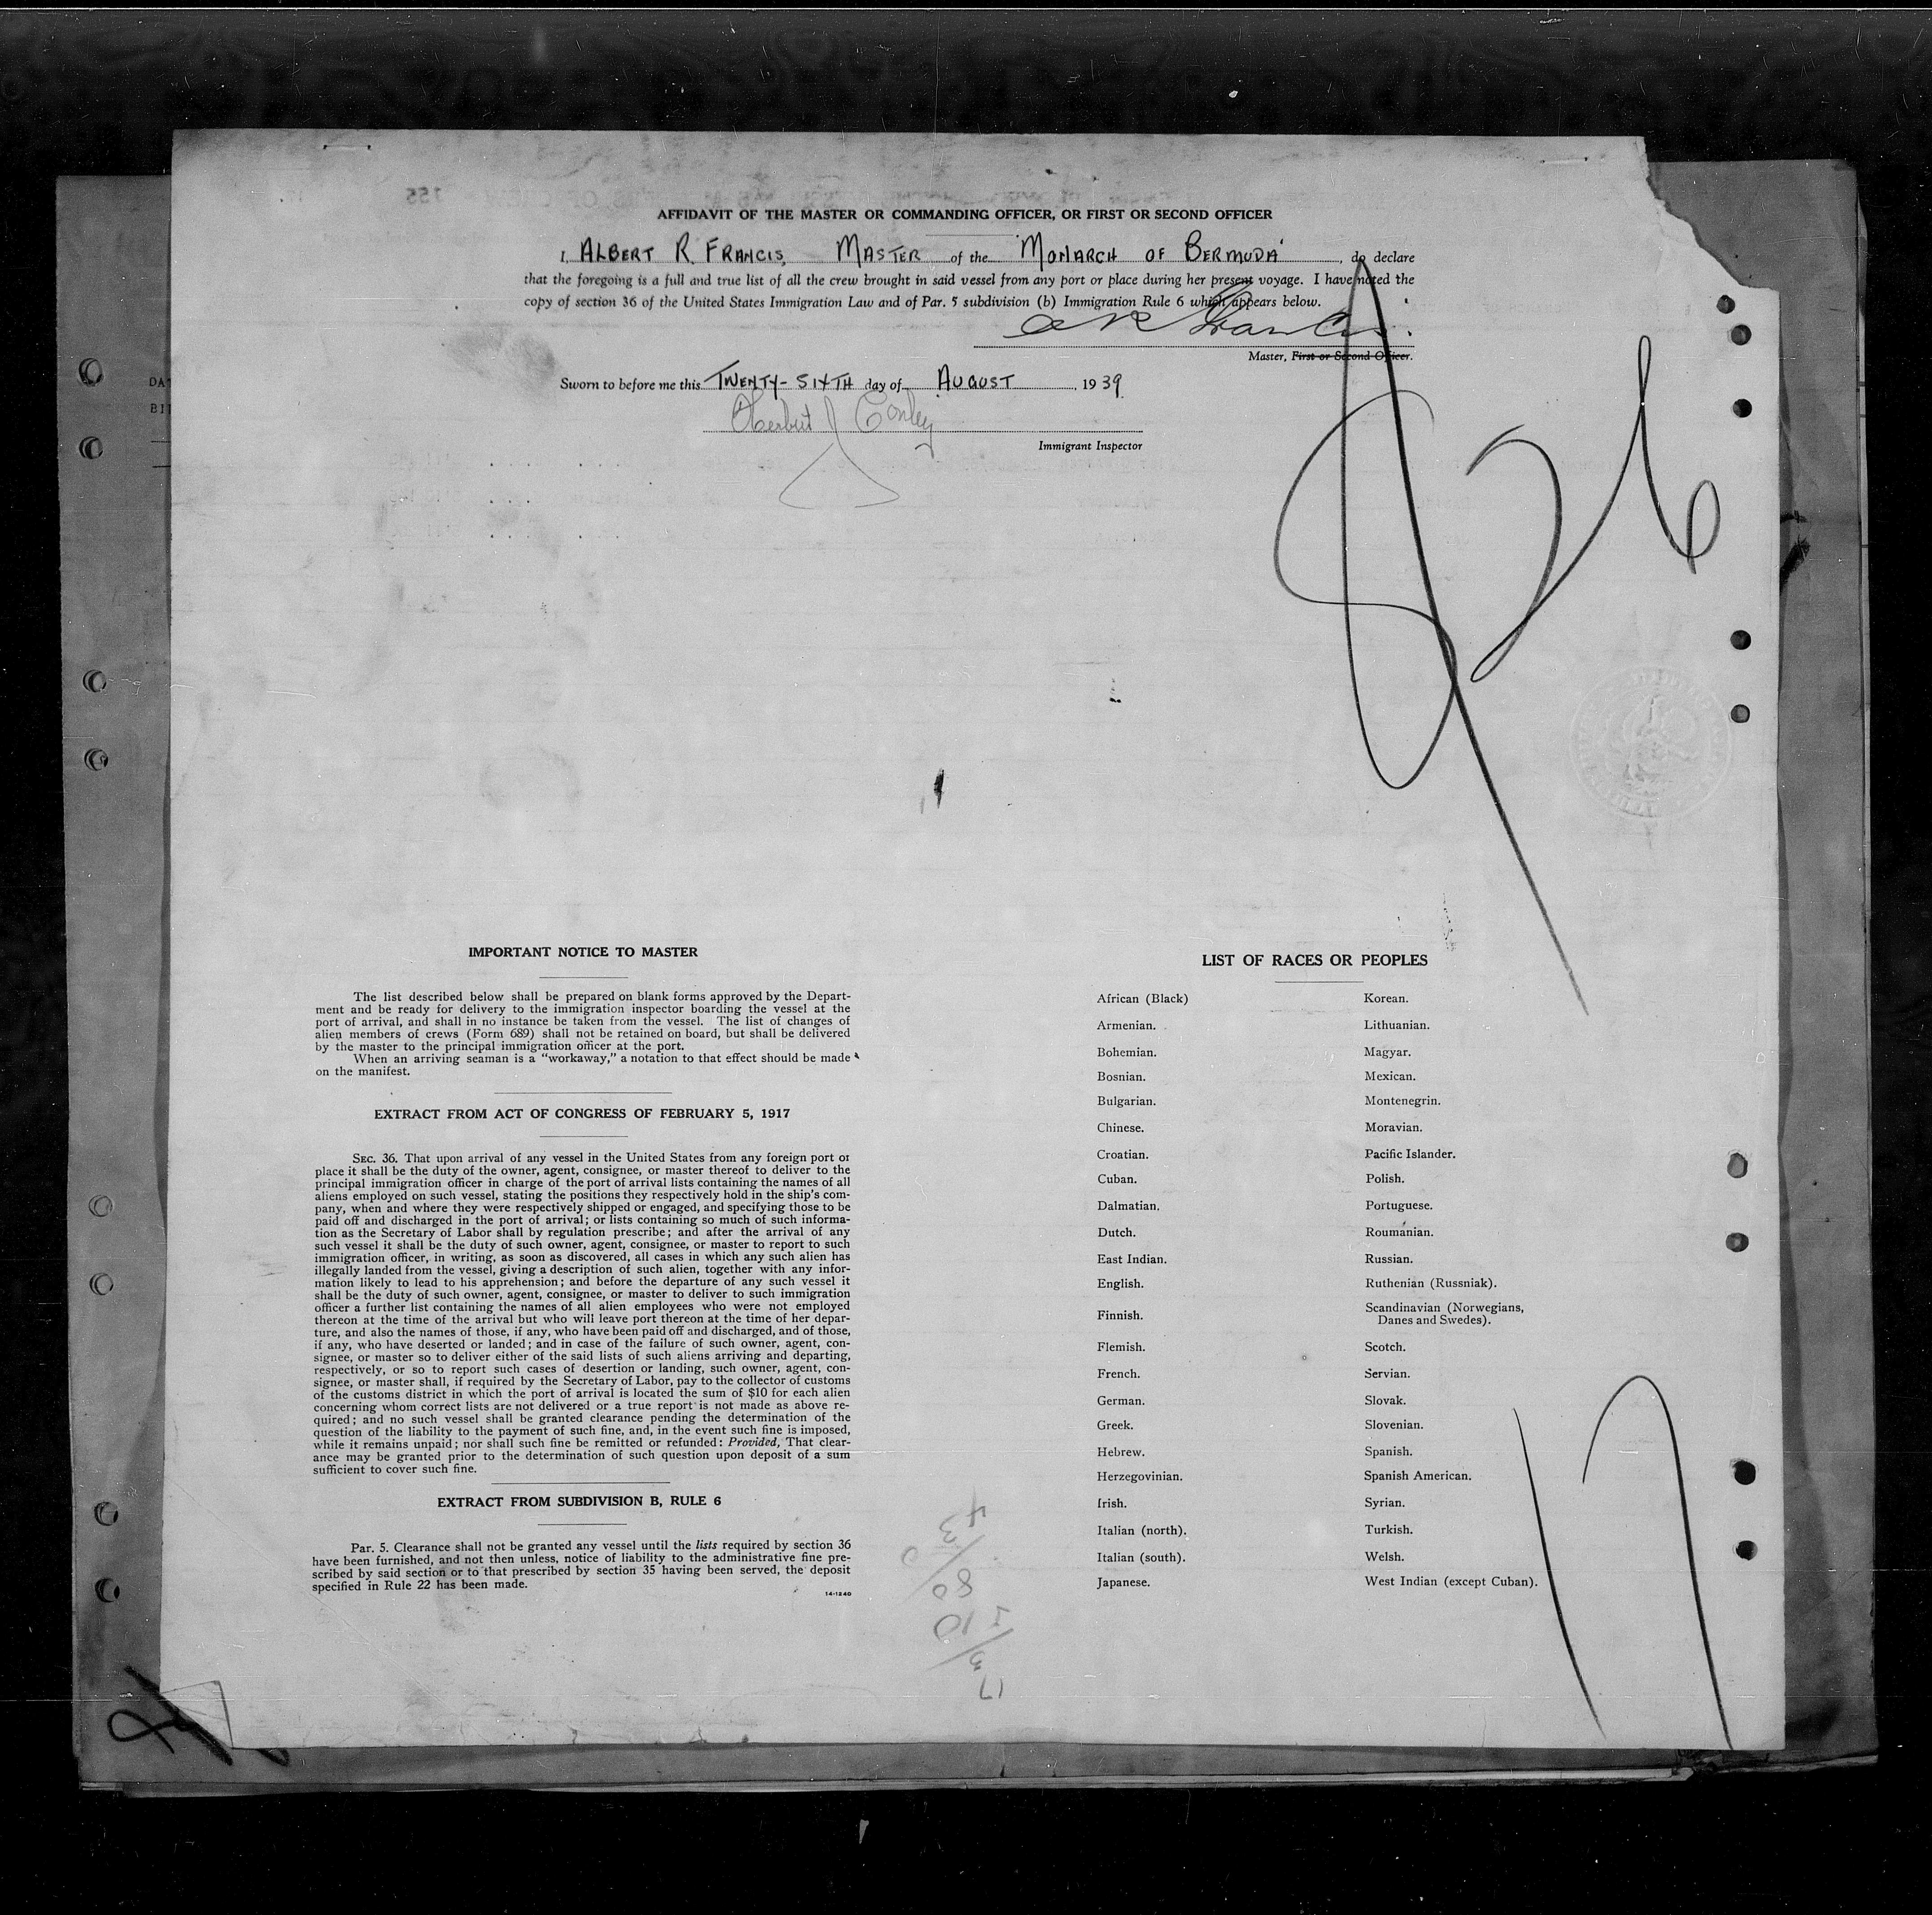 AFFIDAVIT OF THE MASTER OR COMMANDING OFFICER, OR FIRST OR SECOND OFFICER
I, ALBERT R. FRANCIS, MASTER of the MONARCH OF BERMUDA, do declare
that the foregoing is a full and true list of all the crew brought in said vessel from any port or place during her present voyage. I have noted the
copy of section 36 of the United States Immigration Law and of Par. 5 subdivision (b) Immigration Rule 6 which appears below.
A R Francis.
Master, First or Second Officer.
Sworn to before me this TWENTY-SIXTH day of AUGUST, 1939.
Conley
Immigrant Inspector
A 26
IMPORTANT NOTICE TO MASTER
The list described below shall be prepared on blank forms approved by the Depart-
ment and be ready for delivery to the immigration inspector boarding the vessel at the
port of arrival, and shall in no instance be taken from the vessel. The list of changes of
alien members of crews (Form 689) shall not be retained on board, but shall be delivered
by the master to the principal immigration officer at the port.
When an arriving seaman is a "workaway," a notation to that effect should be made
on the manifest.
EXTRACT FROM ACT OF CONGRESS OF FEBRUARY 5, 1917
SEC. 36. That upon arrival of any vessel in the United States from any foreign port or
place it shall be the duty of the owner, agent, consignee, or master thereof to deliver to the
principal immigration officer in charge of the port of arrival lists containing the names of all
aliens employed on such vessel, stating the positions they respectively hold in the ship's com-
pany, when and where they were respectively shipped or engaged, and specifying those to be
paid off and discharged in the port of arrival; or lists containing so much of such informa-
tion as the Secretary of Labor shall by regulation prescribe; and after the arrival of any
such vessel it shall be the duty of such owner, agent, consignee, or master to report to such
immigration officer, in writing, as soon as discovered, all cases in which any such alien has
illegally landed from the vessel, giving a description of such alien, together with any infor-
mation likely to lead to his apprehension; and before the departure of any such vessel it
shall be the duty of such owner, agent, consignee, or master to deliver to such immigration
officer a further list containing the names of all alien employees who were not employed
thereon at the time of the arrival but who will leave port thereon at the time of her depar-
ture, and also the names of those, if any, who have been paid off and discharged, and of those,
if any, who have deserted or landed; and in case of the failure of such owner, agent, con-
signee, or master so to deliver either of the said lists of such aliens arriving and departing,
respectively, or so to report such cases of desertion or landing, such owner, agent, con-
signee, or master shall, if required by the Secretary of Labor, pay to the collector of customs
of the customs district in which the port of arrival is located the sum of $10 for each alien
concerning whom correct lists are not delivered or a true report is not made as above re-
quired; and no such vessel shall be granted clearance pending the determination of the
question of the liability to the payment of such fine, and, in the event such fine is imposed,
while it remains unpaid; nor shall such fine be remitted or refunded: Provided, That clear-
ance may be granted prior to the determination of such question upon deposit of a sum
sufficient to cover such fine.
EXTRACT FROM SUBDIVISION B, RULE 6
Par. 5. Clearance shall not be granted any vessel until the lists required by section 36
have been furnished, and not then unless, notice of liability to the administrative fine pre-
scribed by said section or to that prescribed by section 35 having been served, the deposit
specified in Rule 22 has been made.
14-1240
LIST OF RACES OR PEOPLES
African (Black)
Armenian.
Bohemian.
Bosnian.
Bulgarian.
Chinese.
Croatian.
Cuban.
Dalmatian.
Dutch.
East Indian.
English.
Finnish.
Flemish.
French.
German.
Greek.
Hebrew.
Herzegovinian.
Irish.
Italian (north).
Italian (south).
Japanese.
Korean.
Lithuanian.
Magyar.
Mexican.
Montenegrin.
Moravian.
Pacific Islander.
Polish.
Portuguese.
Roumanian.
Russian.
Ruthenian (Russniak).
Scandinavian (Norwegians,
Danes and Swedes).
Scotch.
Servian.
Slovak.
Slovenian.
Spanish.
Spanish American.
Syrian.
Turkish.
Welsh.
West Indian (except Cuban).